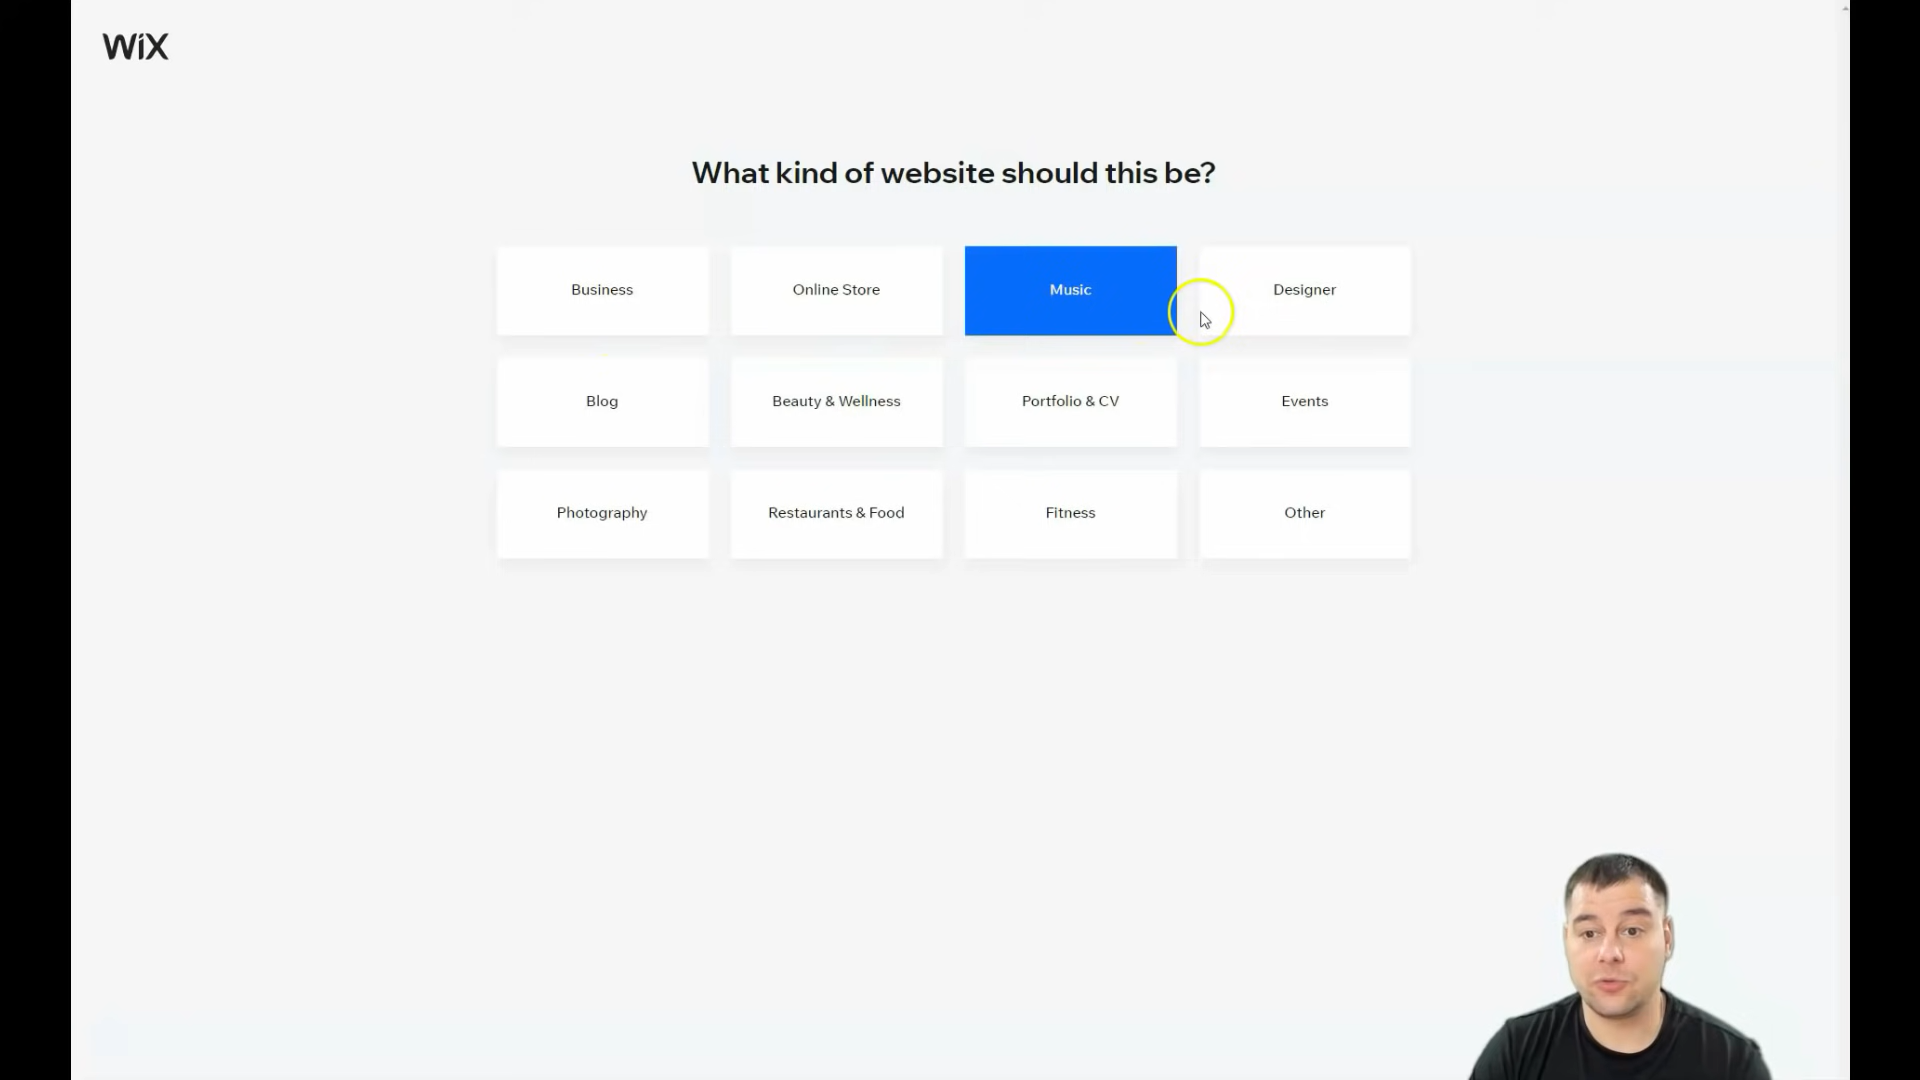 WiX
What kind of website should this be?
Business
Online Store
Music
Designer
Blog
Beauty & Wellness
Portfolio & CV
Events
Photography
Restaurants & Food
Fitness
Other